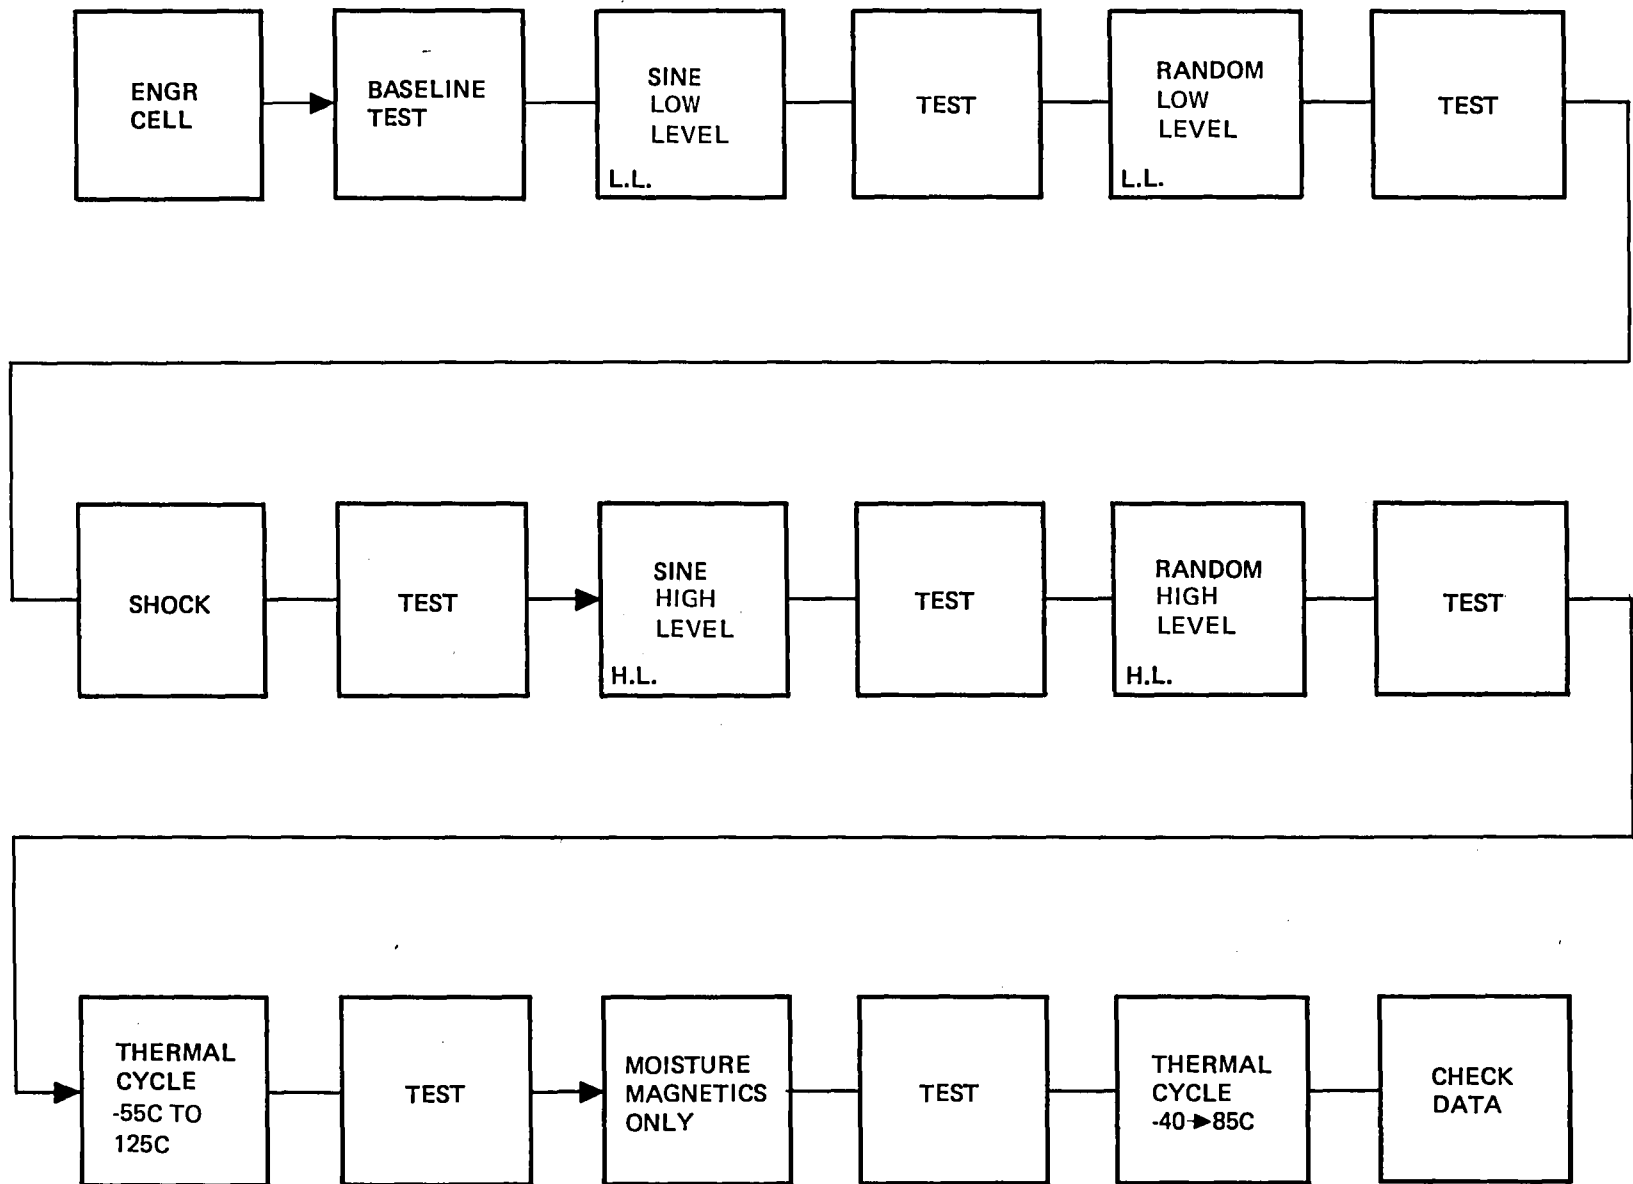 ENGR
CELL
BASELINE
TEST
SINE
LOW
LEVEL
L.L.
TEST
RANDOM
LOW
LEVEL
L.L.
TEST
SHOCK
TEST
SINE
HIGH
LEVEL
H.L.
TEST
RANDOM
HIGH
LEVEL
H.L.
TEST
THERMAL
CYCLE
-55C TO
125C
TEST
MOISTURE
MAGNETICS
ONLY
TEST
THERMAL
CYCLE
-40→85C
CHECK
DATA